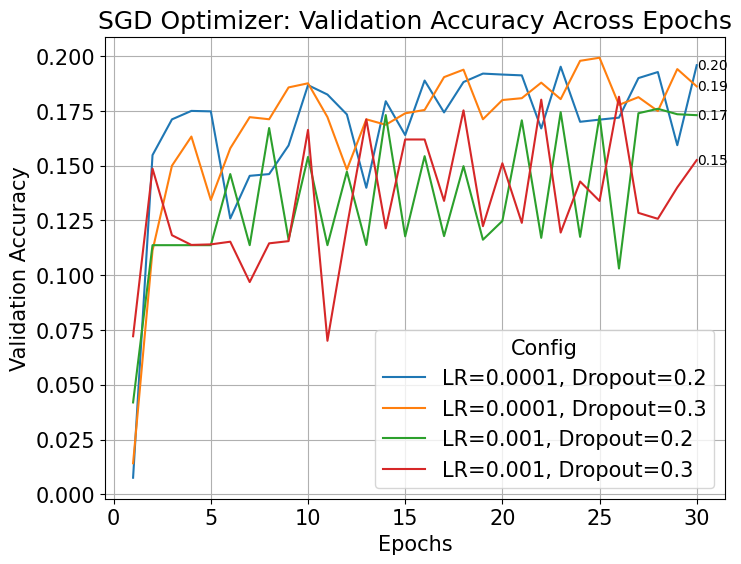 SGD Optimizer: Validation Accuracy Across Epochs
Validation Accuracy
0.200
0.175
0.150
0.125
0.100
0.075
0.050
0.025
0.000
0.20
0.19
0.17
0.15
Config
LR=0.0001, Dropout=0.2
LR=0.0001, Dropout=0.3
LR=0.001, Dropout=0.2
LR=0.001, Dropout=0.3
0 5 10 15 20 25 30
Epochs